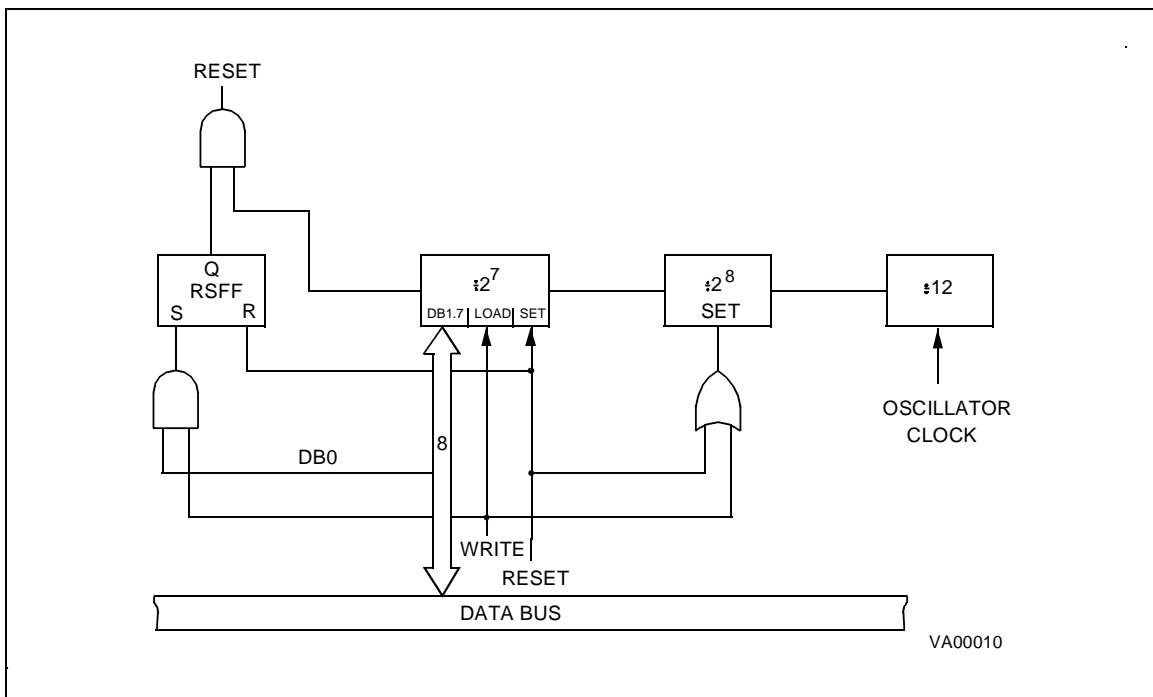 RESET
Q
RSFF
S R
÷2⁷
DB1.7 LOAD SET
÷2⁸
SET
÷12
OSCILLATOR
CLOCK
DB0
8
WRITE
RESET
DATA BUS
VA00010